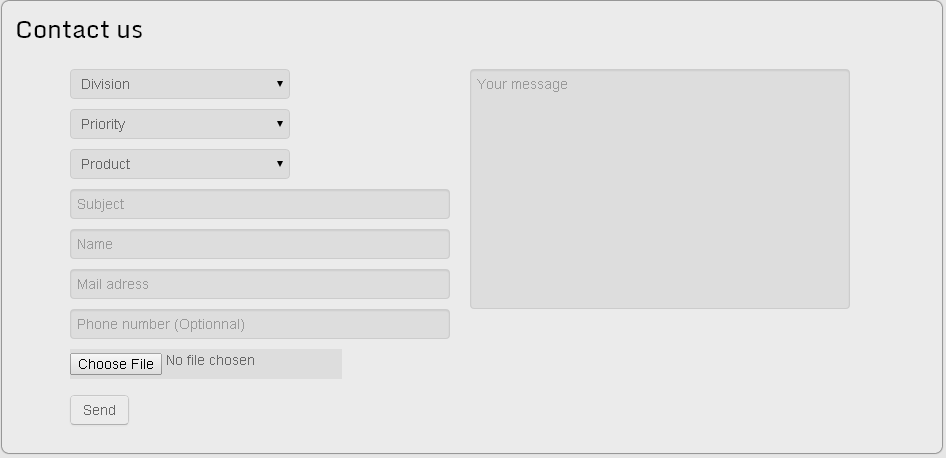 Contact us
Division
Priority
Product
Subject
Name
Mail adress
Phone number (Optionnal)
Choose File No file chosen
Send
Your message